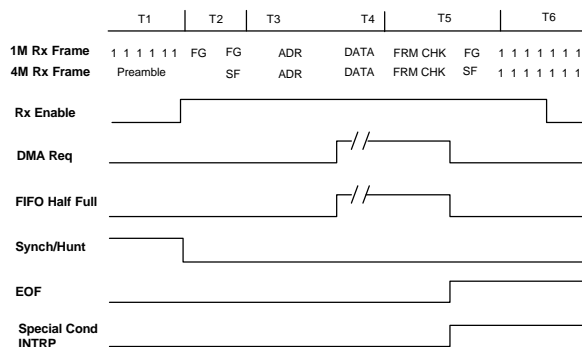 T1 T2 T3 T4 T5 T6
1M Rx Frame 1 1 1 1 1 1 FG FG ADR DATA FRM CHK FG 1 1 1 1 1 1 1
4M Rx Frame Preamble SF ADR DATA FRM CHK SF 1 1 1 1 1 1 1
Rx Enable
DMA Req
FIFO Half Full
Synch/Hunt
EOF
Special Cond
INTRP